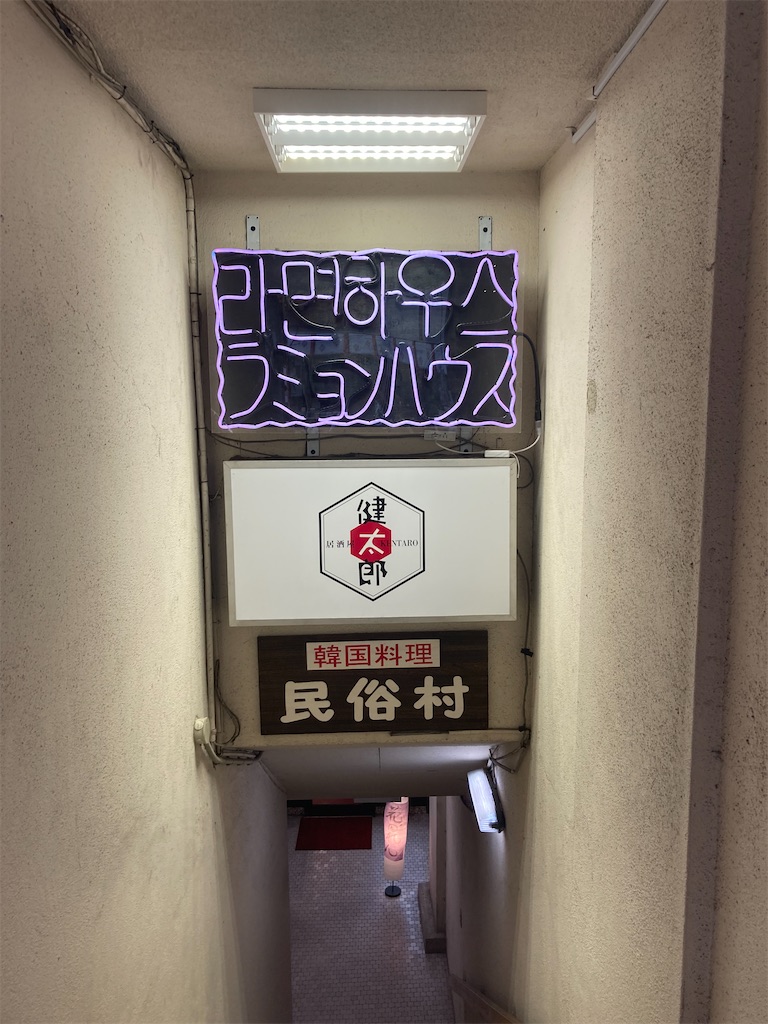 라면하우스
ラミョンハウス
健
居酒 太 KENTARO
郎
韓国料理
民俗村